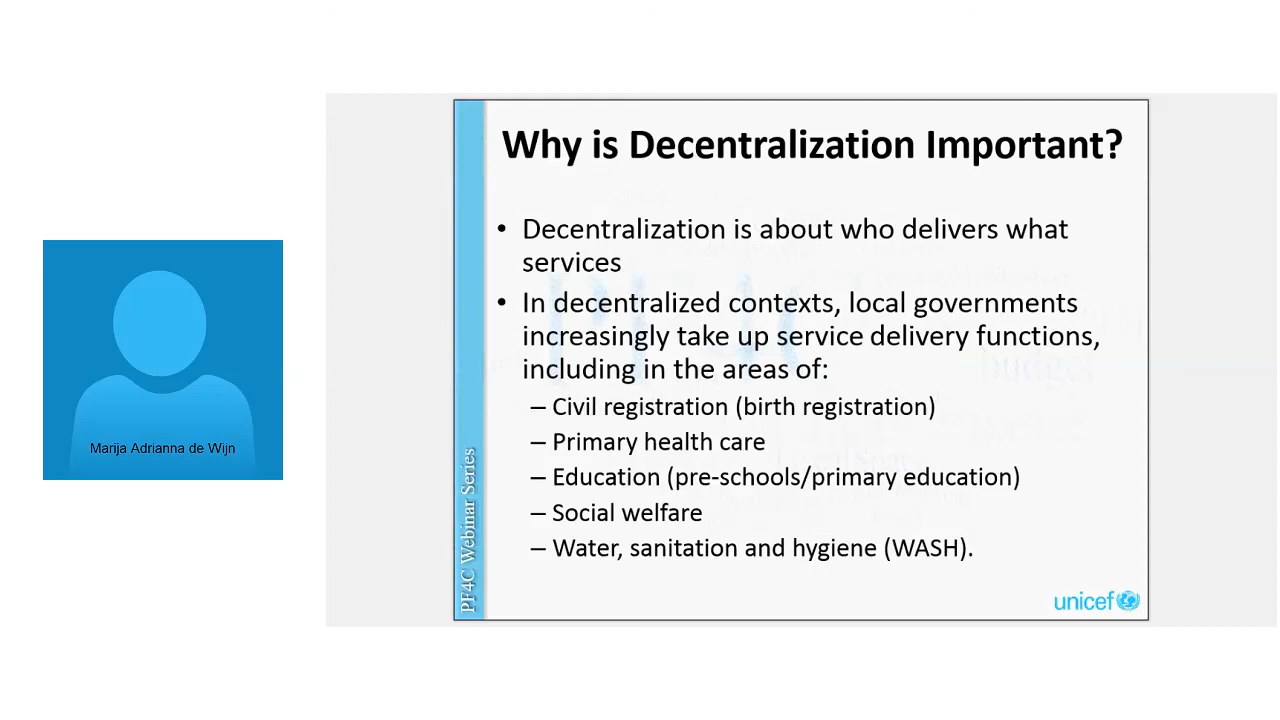 Why is Decentralization Important?
• Decentralization is about who delivers what
services
• In decentralized contexts, local governments
increasingly take up service delivery functions,
including in the areas of:
– Civil registration (birth registration)
– Primary health care
– Education (pre-schools/primary education)
– Social welfare
– Water, sanitation and hygiene (WASH).
PF4C Webinar Series
unicef
Marija Adrianna de Wijn